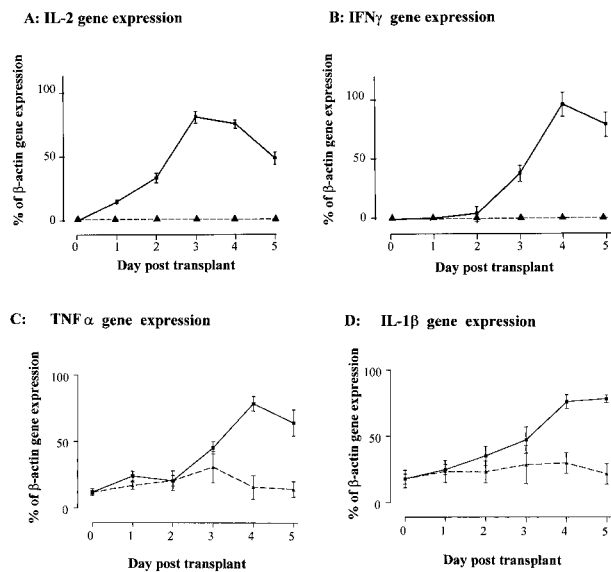 A: IL-2 gene expression
% of β-actin gene expression
100
50
0
0 1 2 3 4 5
Day post transplant
B: IFNγ gene expression
% of β-actin gene expression
100
50
0
0 1 2 3 4 5
Day post transplant
C: TNF α gene expression
% of β-actin gene expression
100
50
0
0 1 2 3 4 5
Day post transplant
D: IL-1β gene expression
% of β-actin gene expression
100
50
0
0 1 2 3 4 5
Day post transplant